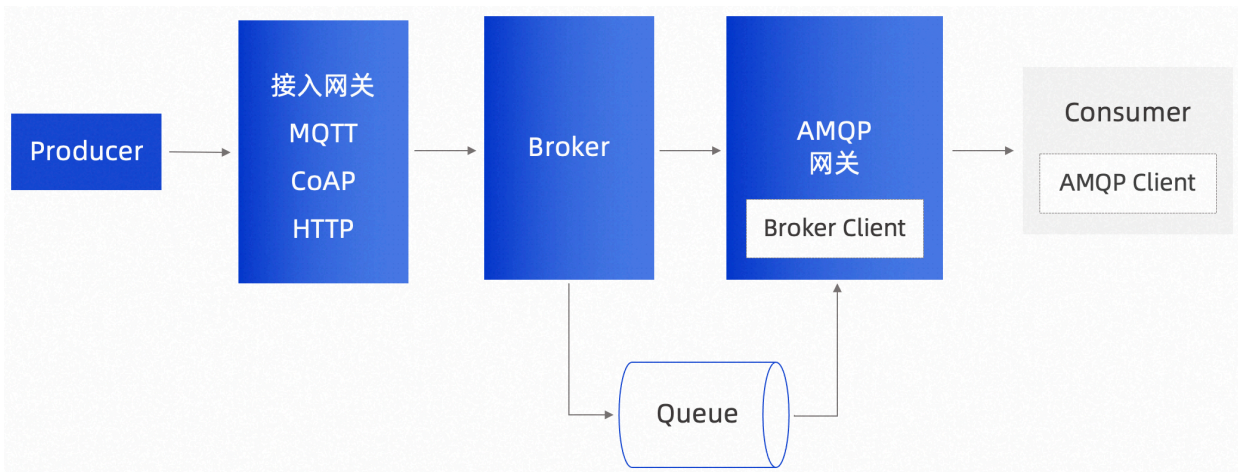 Producer
接入网关
MQTT
CoAP
HTTP
Broker
AMQP
网关
Broker Client
Consumer
AMQP Client
Queue